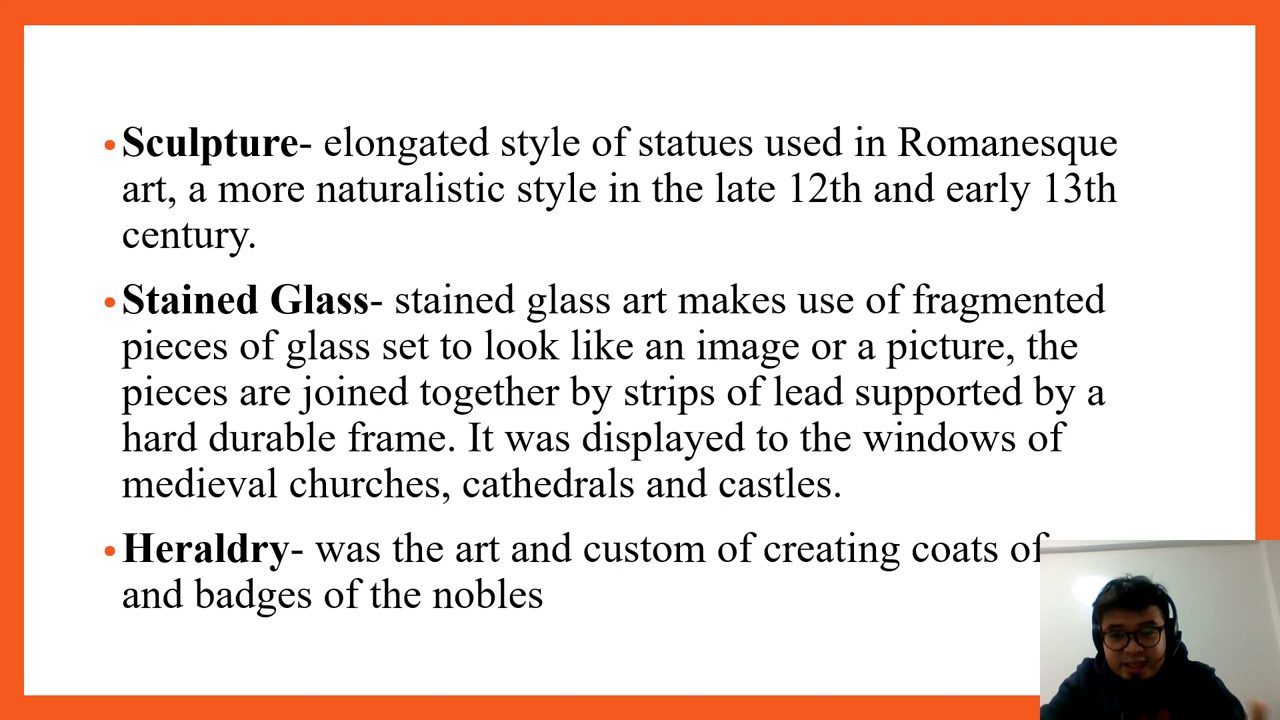 • Sculpture- elongated style of statues used in Romanesque
art, a more naturalistic style in the late 12th and early 13th
century.
• Stained Glass- stained glass art makes use of fragmented
pieces of glass set to look like an image or a picture, the
pieces are joined together by strips of lead supported by a
hard durable frame. It was displayed to the windows of
medieval churches, cathedrals and castles.
• Heraldry- was the art and custom of creating coats of
and badges of the nobles